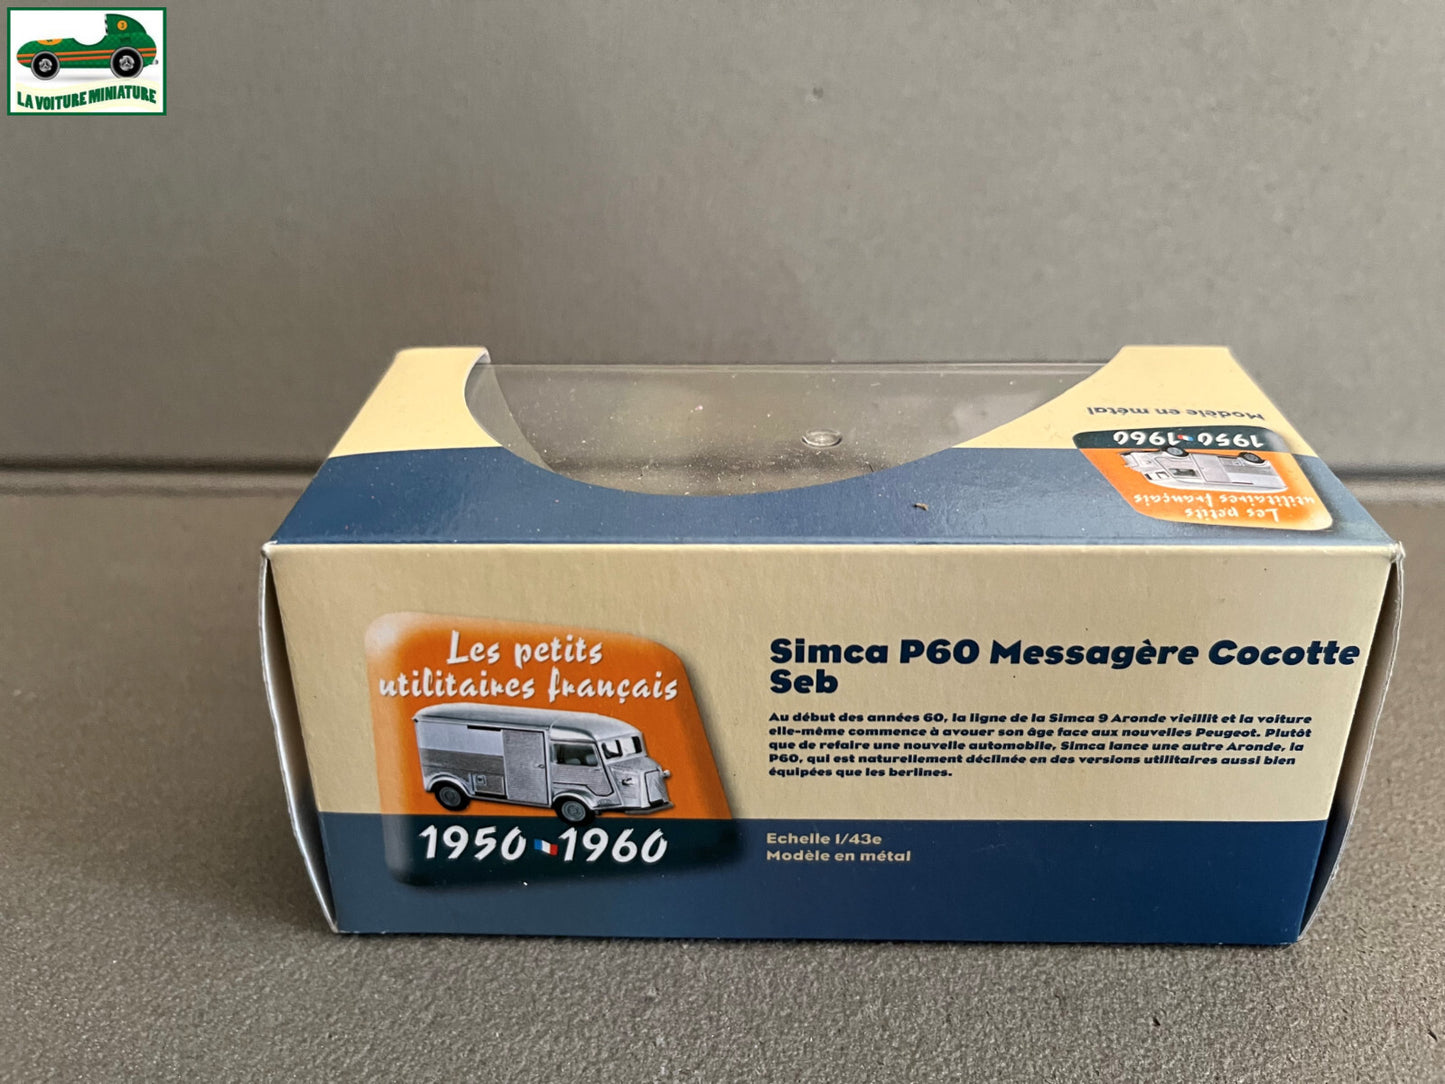 3
LA VOITURE MINIATURE
Modèle en métal
1950 1960
Les petits
utilitaires français
Les petits
utilitaires français
1950 1960
Simca P60 Messagère Cocotte
Seb
Au début des années 60, la ligne de la Simca 9 Aronde vieillit et la voiture
elle-même commence à avouer son âge face aux nouvelles Peugeot. Plutôt
que de refaire une nouvelle automobile, Simca lance une autre Aronde, la
P60, qui est naturellement déclinée en des versions utilitaires aussi bien
équipées que les berlines.
Echelle 1/43e
Modèle en métal